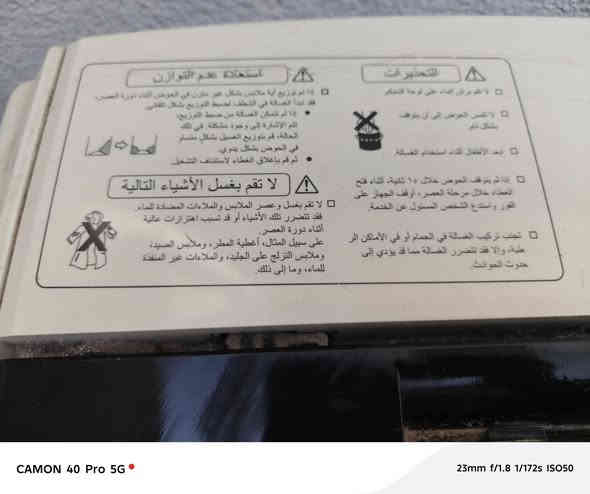 التحذيرات
لا تقم برش الماء على لوحة التحكم.
لا تلمس الحوض إلى أن يتوقف
بشكل تام.
ابعد الأطفال أثناء استخدام الغسالة.
إذا لم يتوقف الحوض خلال ١٥ ثانية، أثناء فتح
الغطاء خلال مرحلة العصر، أوقف الجهاز على
الفور واستدع الشخص المسئول عن الخدمة.
تجنب تركيب الغسالة في الحمام أو في الأماكن الر
طبة، وإلا فقد تتضرر الغسالة مما قد يؤدي إلى
حدوث الحوادث.
استعادة عدم التوازن
إذا تم توزيع أية ملابس بشكل غير متزن في الحوض أثناء دورة العصر،
فقد تبدأ الغسالة في الشطف لضبط التوزيع بشكل تلقائي.
إذا لم تتمكن الغسالة من ضبط التوزيع،
تتم الإشارة إلى وجود مشكلة. في تلك
الحالة، قم بتوزيع الغسيل بشكل متساو
في الحوض بشكل يدوي.
ثم قم بإغلاق الغطاء لاستئناف التشغيل.
لا تقم بغسل الأشياء التالية
لا تقم بغسل وعصر الملابس والملاءات المضادة للماء.
فقد تتضرر تلك الأشياء أو قد تسبب اهتزازات عالية
أثناء دورة العصر.
على سبيل المثال، أغطية المطر، وملابس الصيد،
وملابس التزلج على الجليد، والملاءات غير المنفذة
للماء، وما إلى ذلك.
CAMON 40 Pro 5G
23mm f/1.8 1/172s ISO50